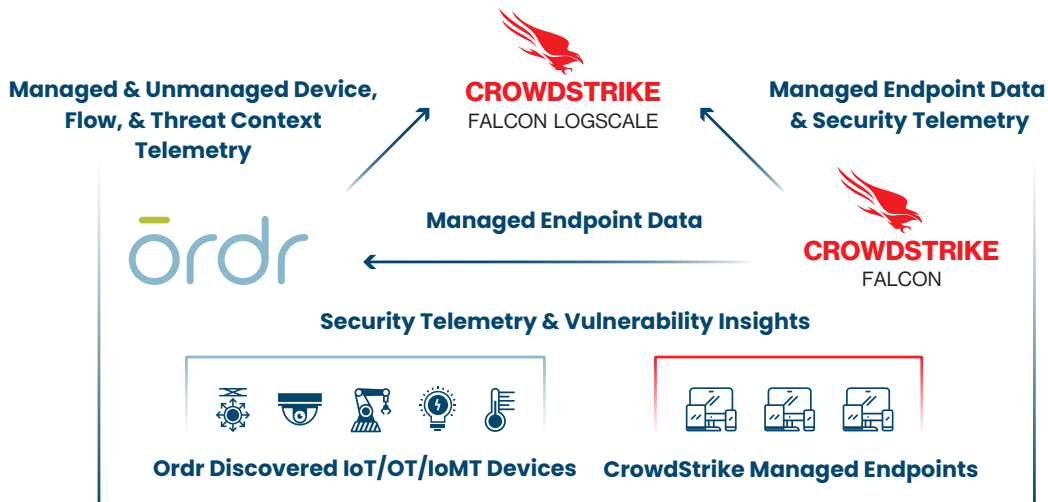 Managed & Unmanaged Device,
Flow, & Threat Context
Telemetry
CROWDSTRIKE
FALCON LOGSCALE
Managed Endpoint Data
& Security Telemetry
ōrdr
Managed Endpoint Data
CROWDSTRIKE
FALCON
Security Telemetry & Vulnerability Insights
Ordr Discovered IoT/OT/IoMT Devices
CrowdStrike Managed Endpoints